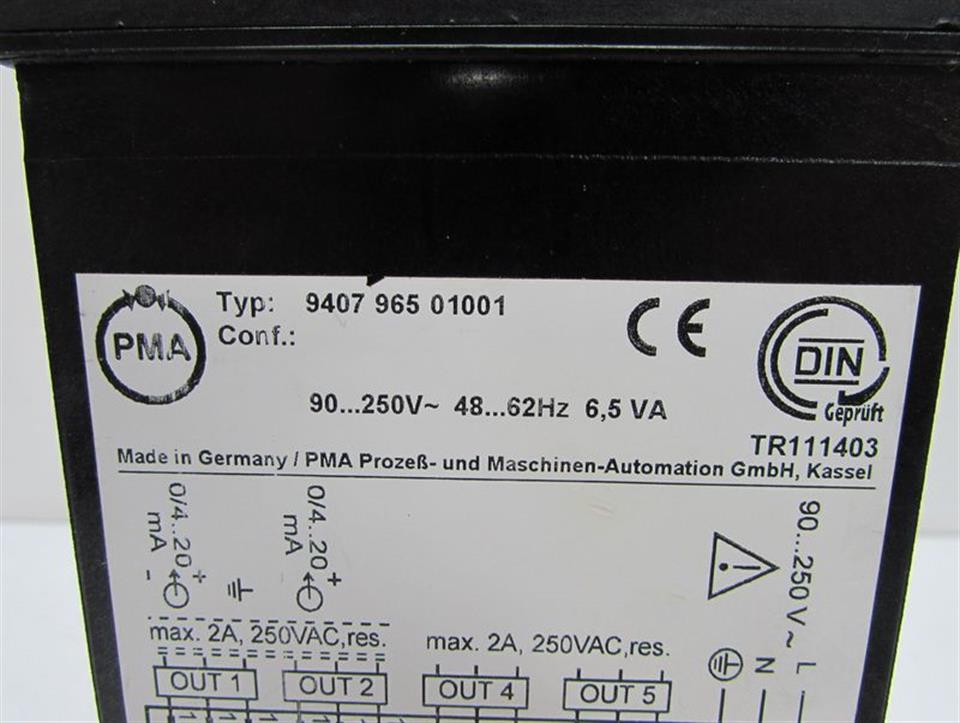 PMA
Typ: 9407 965 01001
Conf.:
CE
DIN
Geprüft
90...250V~ 48...62Hz 6,5 VA
TR111403
Made in Germany / PMA Prozeß- und Maschinen-Automation GmbH, Kassel
0/4..20
mA
- +
0/4..20
mA
+
90...250 V ~
L
N
max. 2A, 250VAC,res.
max. 2A, 250VAC,res.
OUT 1
OUT 2
OUT 4
OUT 5